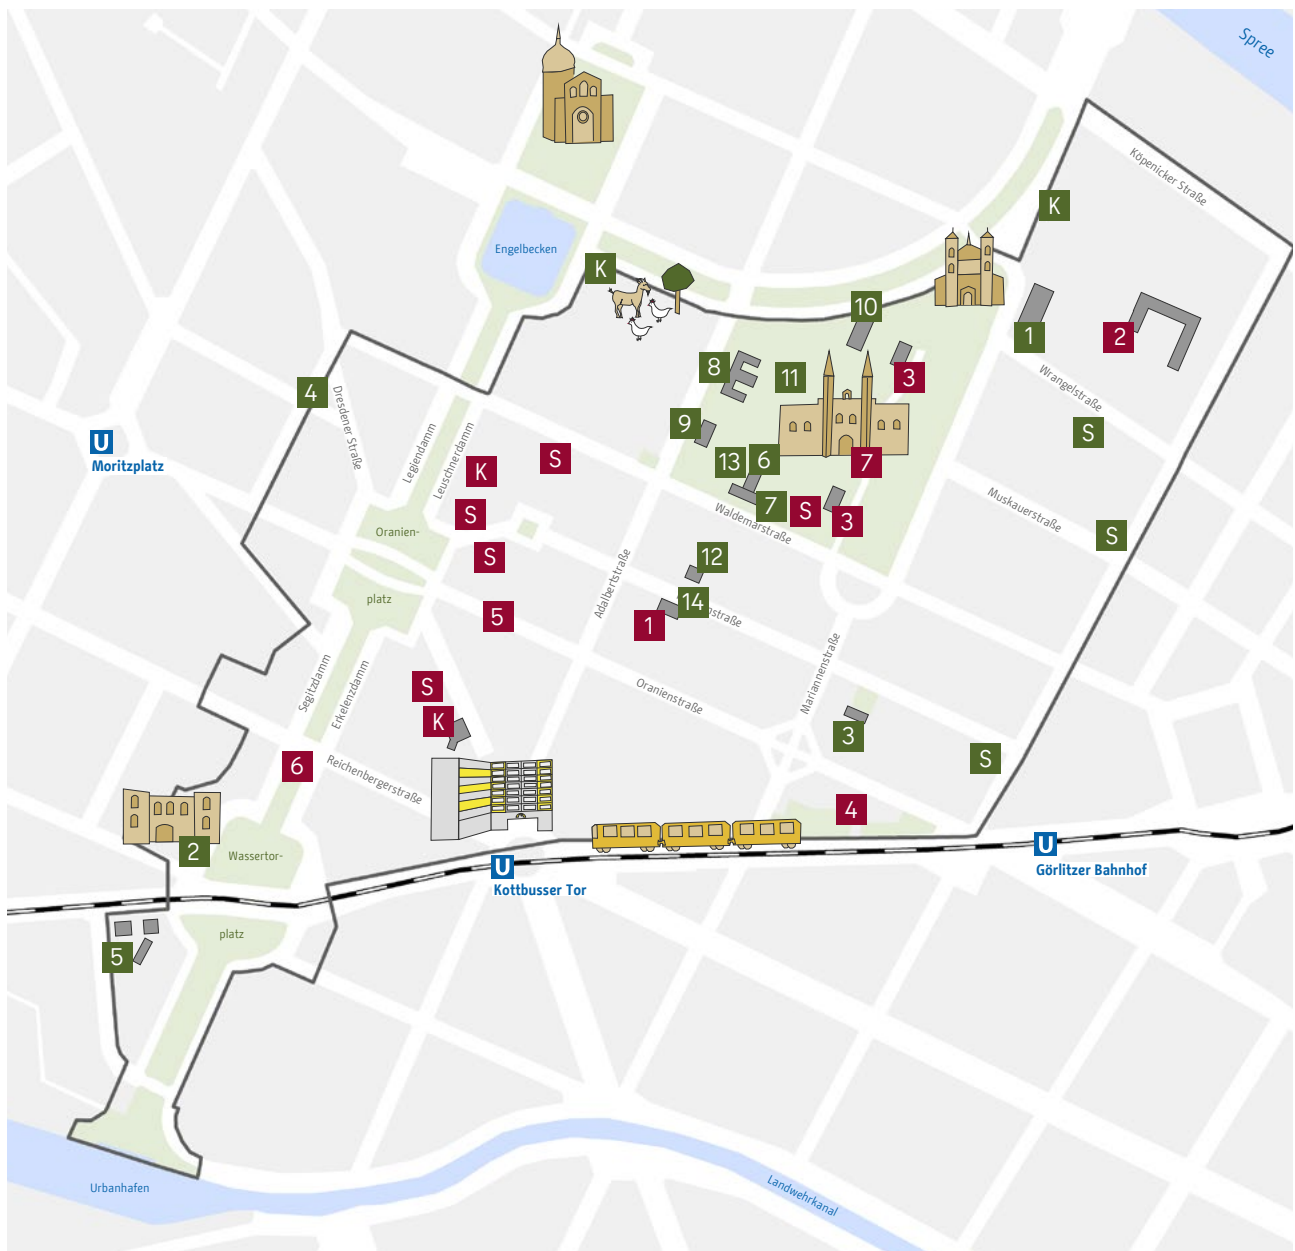 Spree
Köpenicker Straße
K
Engelbecken
K
10
1
2
8
11
3
4
Dresdener Straße
Wrangelstraße
9
S
U
Moritzplatz
Legiendamm
Leuschnerdamm
S
K
13
6
7
S
7
S
3
Waldemarstraße
Muskauerstraße
S
Oranien-
S
12
platz
5
Adalbertstraße
14
1
nstraße
Oranienstraße
Mariannenstraße
Segitzdamm
Erkelenzdamm
S
K
3
S
6
Reichenbergerstraße
4
2
Wassertor-
U
Kottbusser Tor
U
Görlitzer Bahnhof
platz
5
Urbanhafen
Landwehrkanal